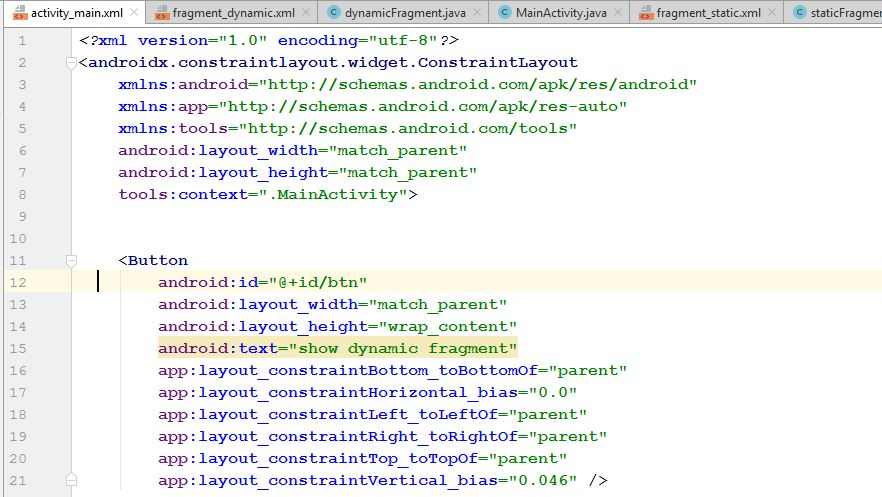 activity_main.xml fragment_dynamic.xml dynamicFragment.java MainActivity.java fragment_static.xml staticFragmen
1 <?xml version="1.0" encoding="utf-8"?>
2 <androidx.constraintlayout.widget.ConstraintLayout
3 xmlns:android="http://schemas.android.com/apk/res/android"
4 xmlns:app="http://schemas.android.com/apk/res-auto"
5 xmlns:tools="http://schemas.android.com/tools"
6 android:layout_width="match_parent"
7 android:layout_height="match_parent"
8 tools:context=".MainActivity">
9
10
11 <Button
12 android:id="@+id/btn"
13 android:layout_width="match_parent"
14 android:layout_height="wrap_content"
15 android:text="show dynamic fragment"
16 app:layout_constraintBottom_toBottomOf="parent"
17 app:layout_constraintHorizontal_bias="0.0"
18 app:layout_constraintLeft_toLeftOf="parent"
19 app:layout_constraintRight_toRightOf="parent"
20 app:layout_constraintTop_toTopOf="parent"
21 app:layout_constraintVertical_bias="0.046" />